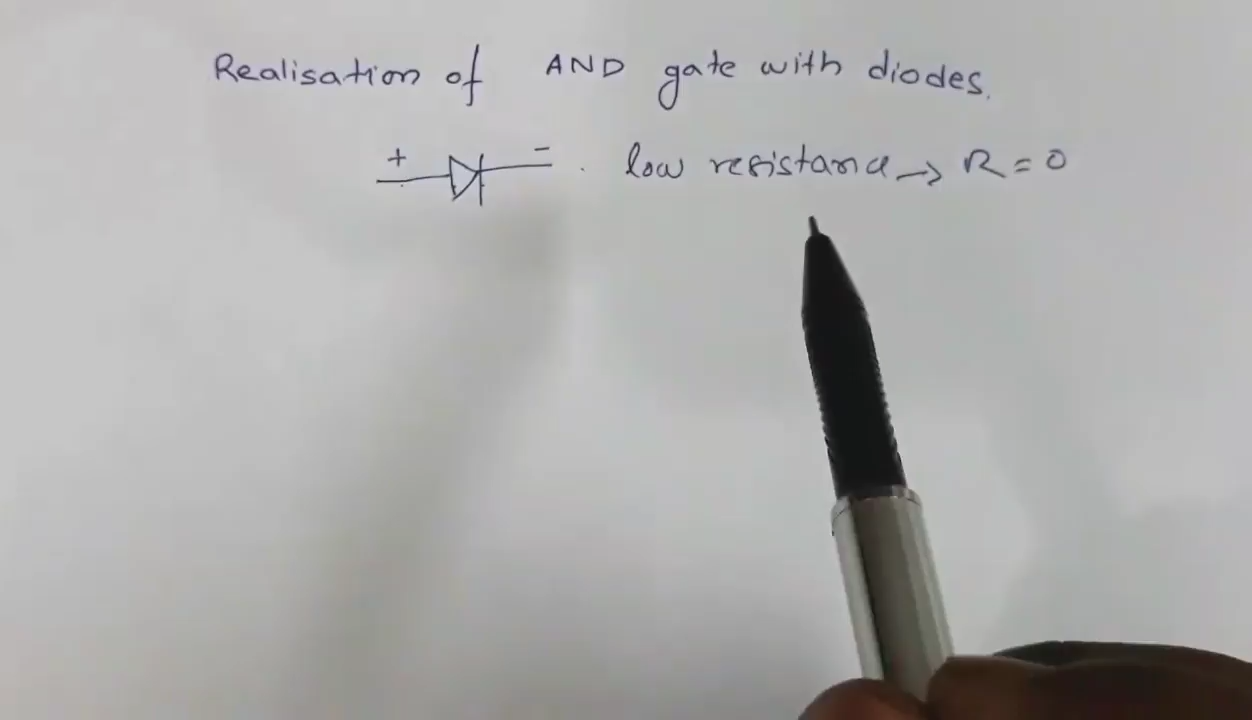 Realisation of AND gate with diodes.
+ - . low resistance → R = 0